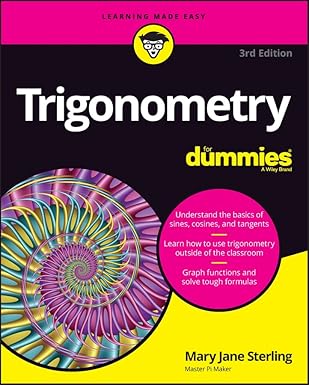 LEARNING MADE EASY
3rd Edition
Trigonometry
for
dummies
A Wiley Brand
Understand the basics of
sines, cosines, and tangents
Learn how to use trigonometry
outside of the classroom
Graph functions and
solve tough formulas
Mary Jane Sterling
Master Pi Maker